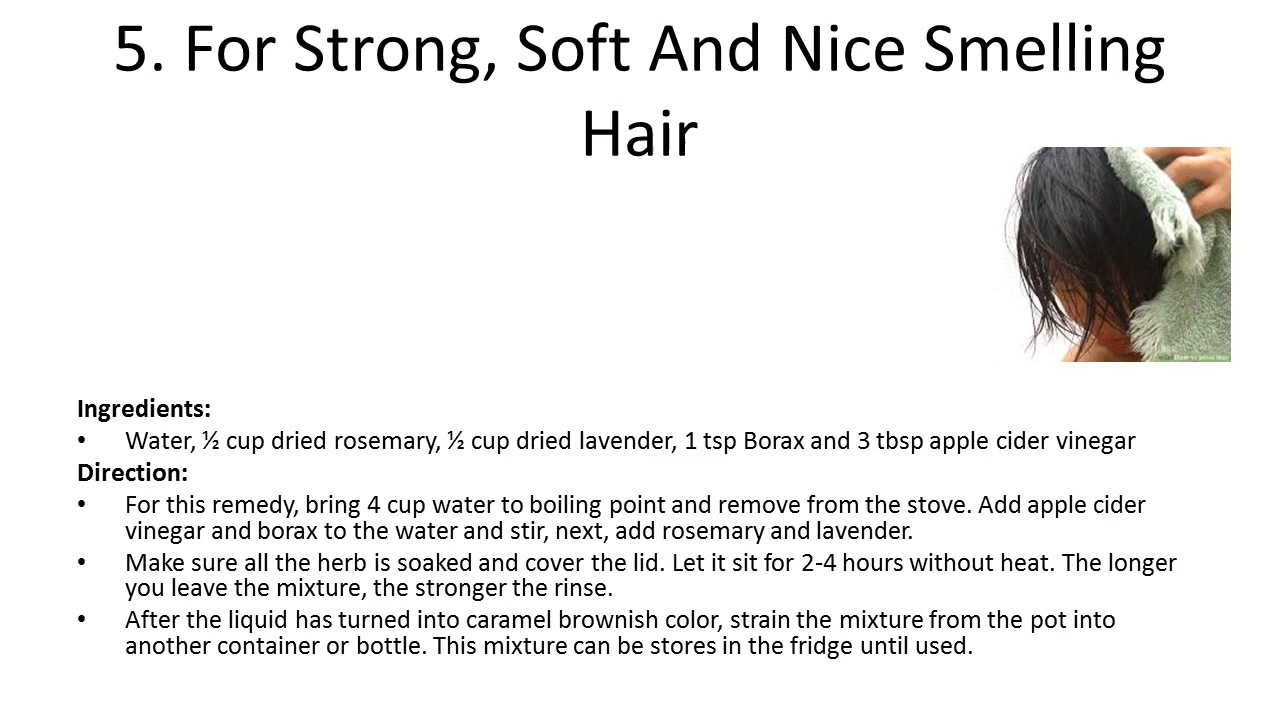 5. For Strong, Soft And Nice Smelling
Hair
Ingredients:
• Water, ½ cup dried rosemary, ½ cup dried lavender, 1 tsp Borax and 3 tbsp apple cider vinegar
Direction:
• For this remedy, bring 4 cup water to boiling point and remove from the stove. Add apple cider
vinegar and borax to the water and stir, next, add rosemary and lavender.
• Make sure all the herb is soaked and cover the lid. Let it sit for 2-4 hours without heat. The longer
you leave the mixture, the stronger the rinse.
• After the liquid has turned into caramel brownish color, strain the mixture from the pot into
another container or bottle. This mixture can be stores in the fridge until used.